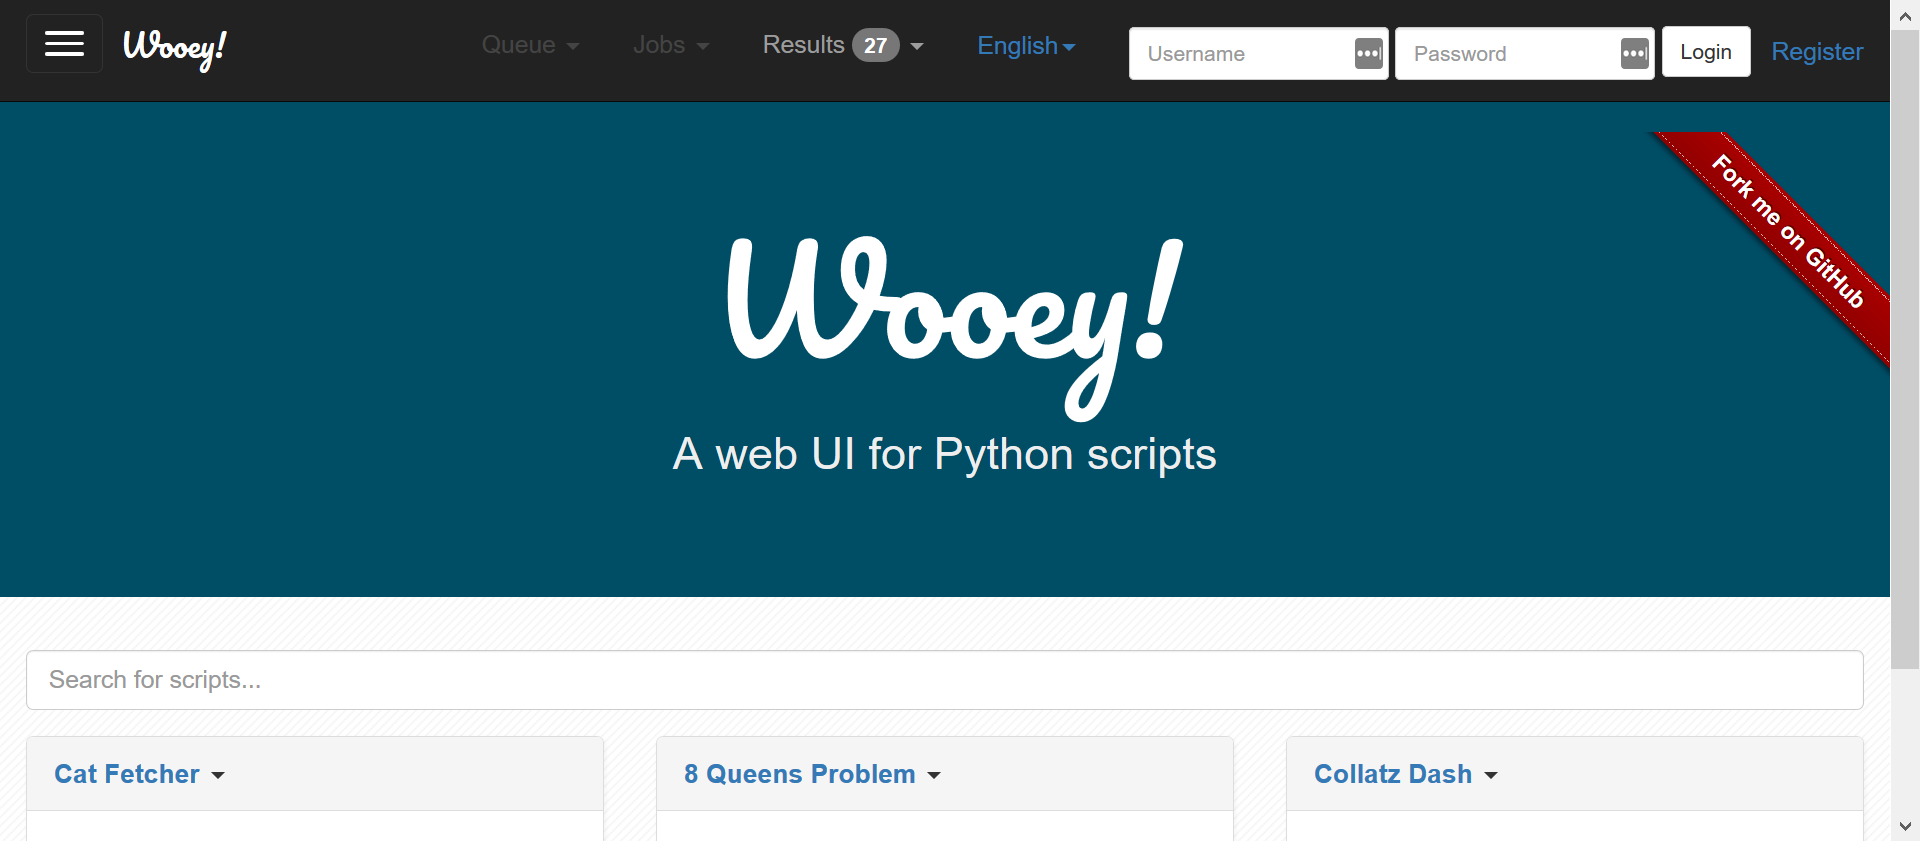 Wooey!
Queue
Jobs
Results 27
English
Username
Password
Login
Register
Fork me on GitHub
Wooey!
A web UI for Python scripts
Search for scripts...
Cat Fetcher
8 Queens Problem
Collatz Dash